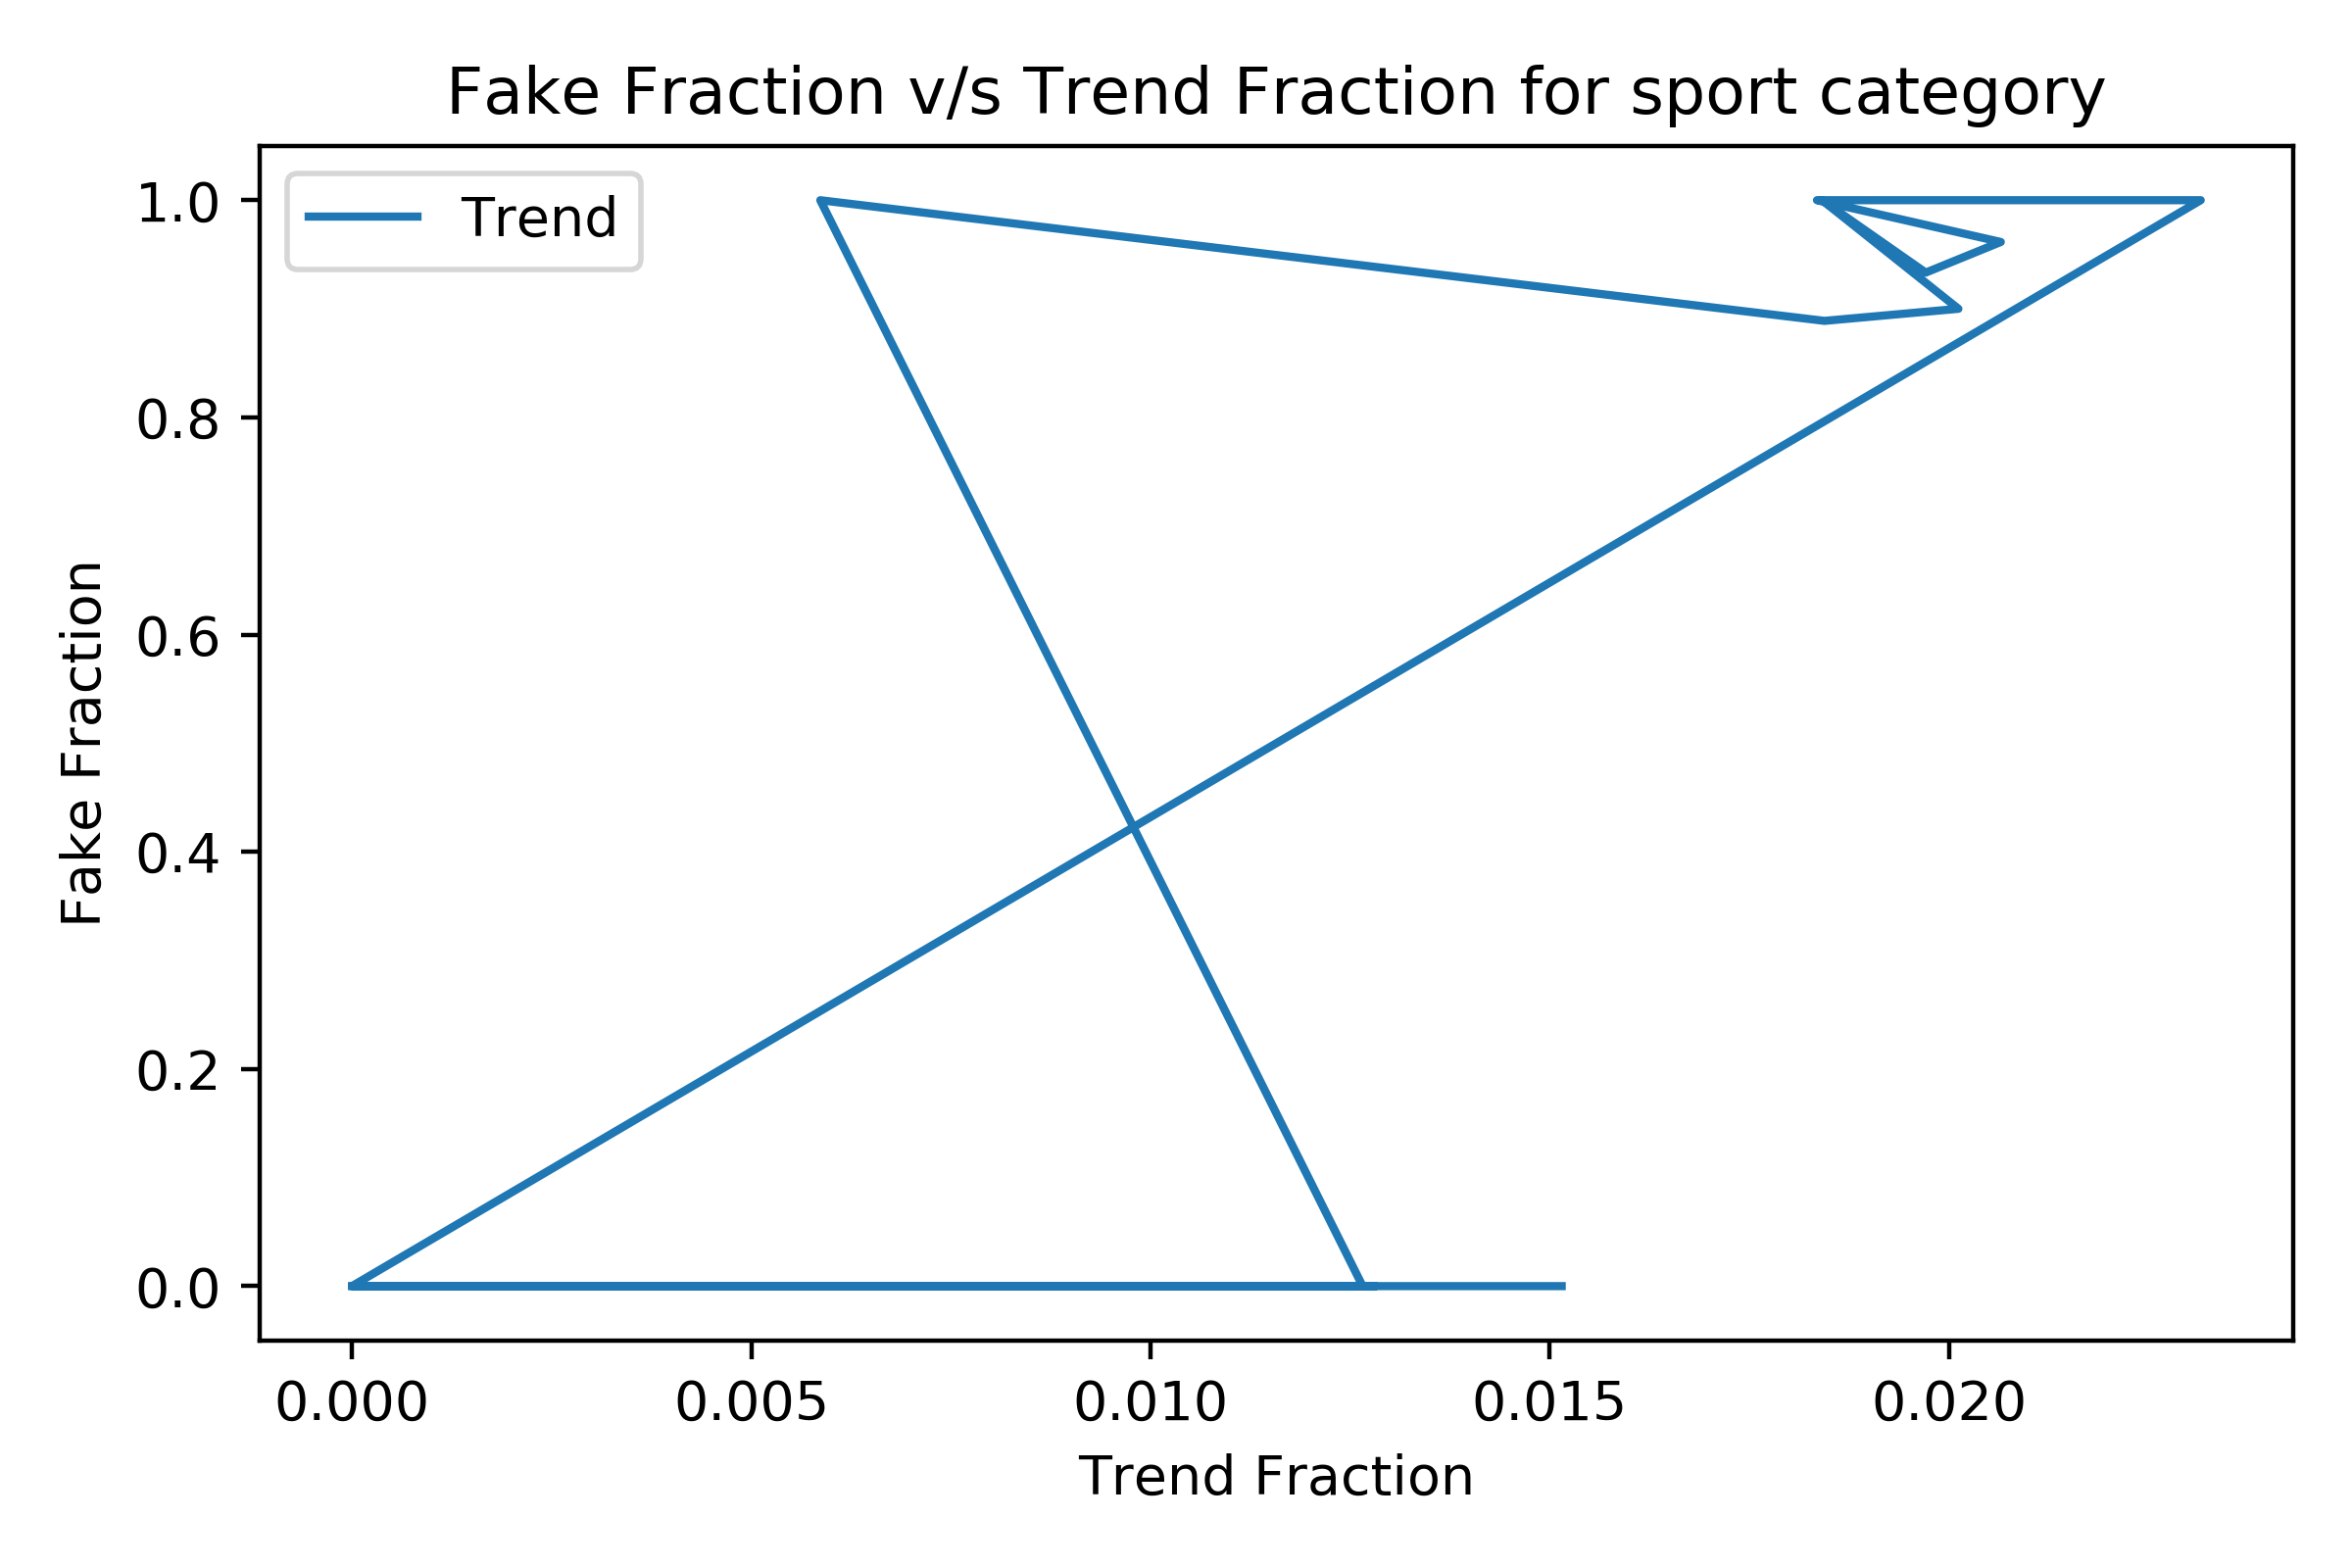 Fake Fraction v/s Trend Fraction for sport category
Trend
1.0
0.8
0.6
0.4
0.2
0.0
Fake Fraction
0.000 0.005 0.010 0.015 0.020
Trend Fraction